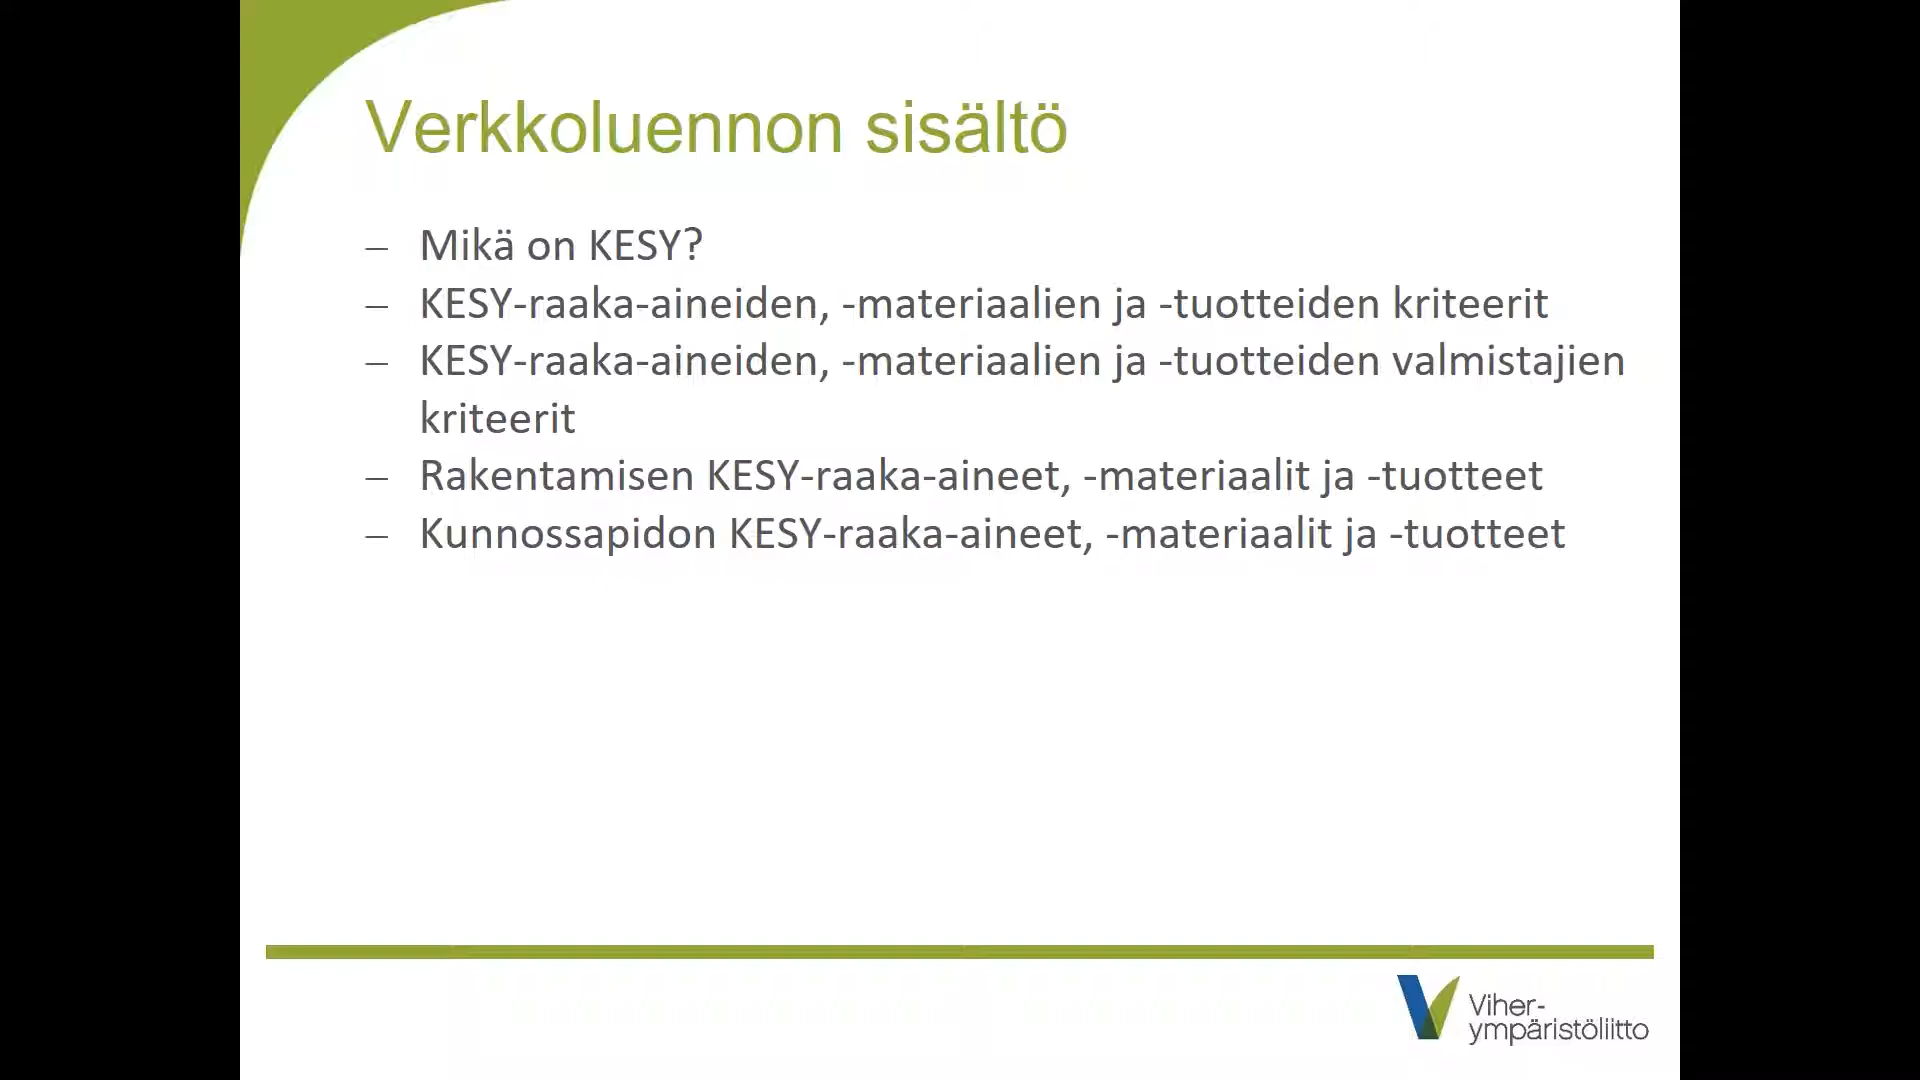 Verkkoluennon sisältö
– Mikä on KESY?
– KESY-raaka-aineiden, -materiaalien ja -tuotteiden kriteerit
– KESY-raaka-aineiden, -materiaalien ja -tuotteiden valmistajien
kriteerit
– Rakentamisen KESY-raaka-aineet, -materiaalit ja -tuotteet
– Kunnossapidon KESY-raaka-aineet, -materiaalit ja -tuotteet
Viher-
ympäristöliitto